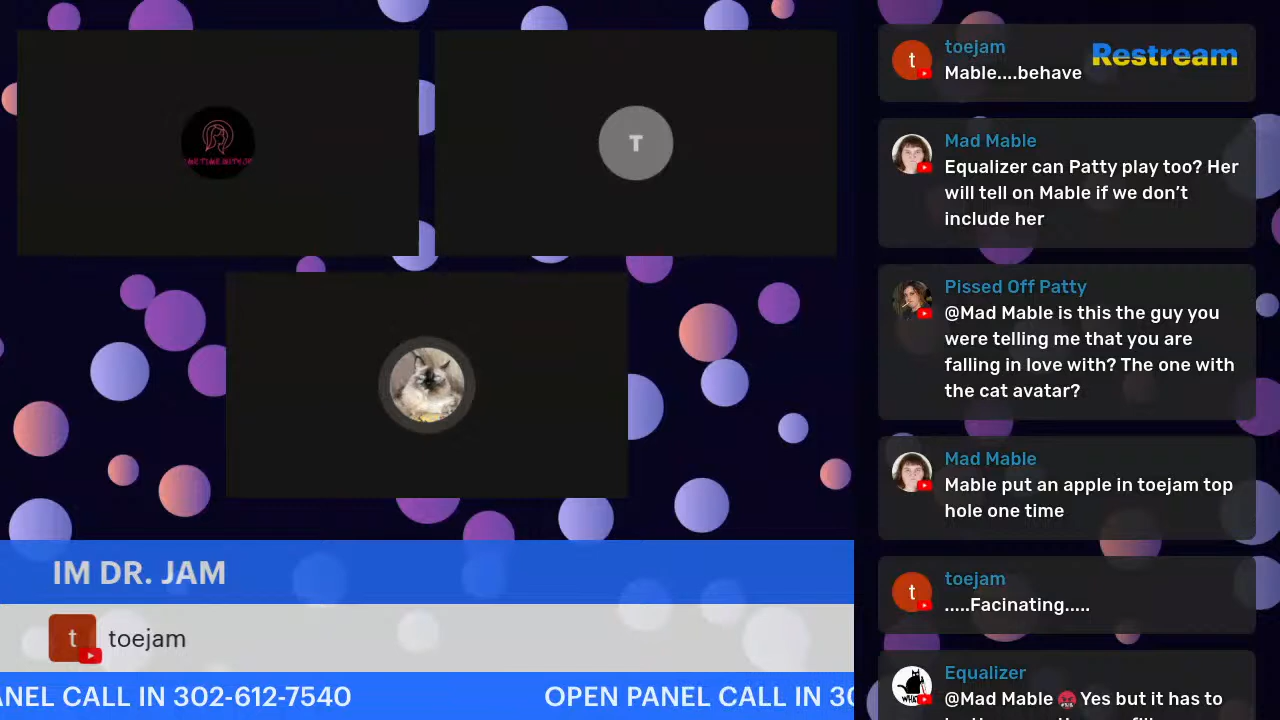 T
t
toejam
Restream
Mable....behave
Mad Mable
Equalizer can Patty play too? Her
will tell on Mable if we don’t
include her
Pissed Off Patty
@Mad Mable is this the guy you
were telling me that you are
falling in love with? The one with
the cat avatar?
Mad Mable
Mable put an apple in toejam top
hole one time
t
toejam
.....Facinating.....
Equalizer
@Mad Mable 😡 Yes but it has to
IM DR. JAM
t
toejam
ANEL CALL IN 302-612-7540
OPEN PANEL CALL IN 30